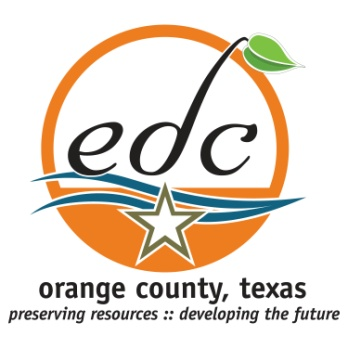 edc
orange county, texas
preserving resources :: developing the future